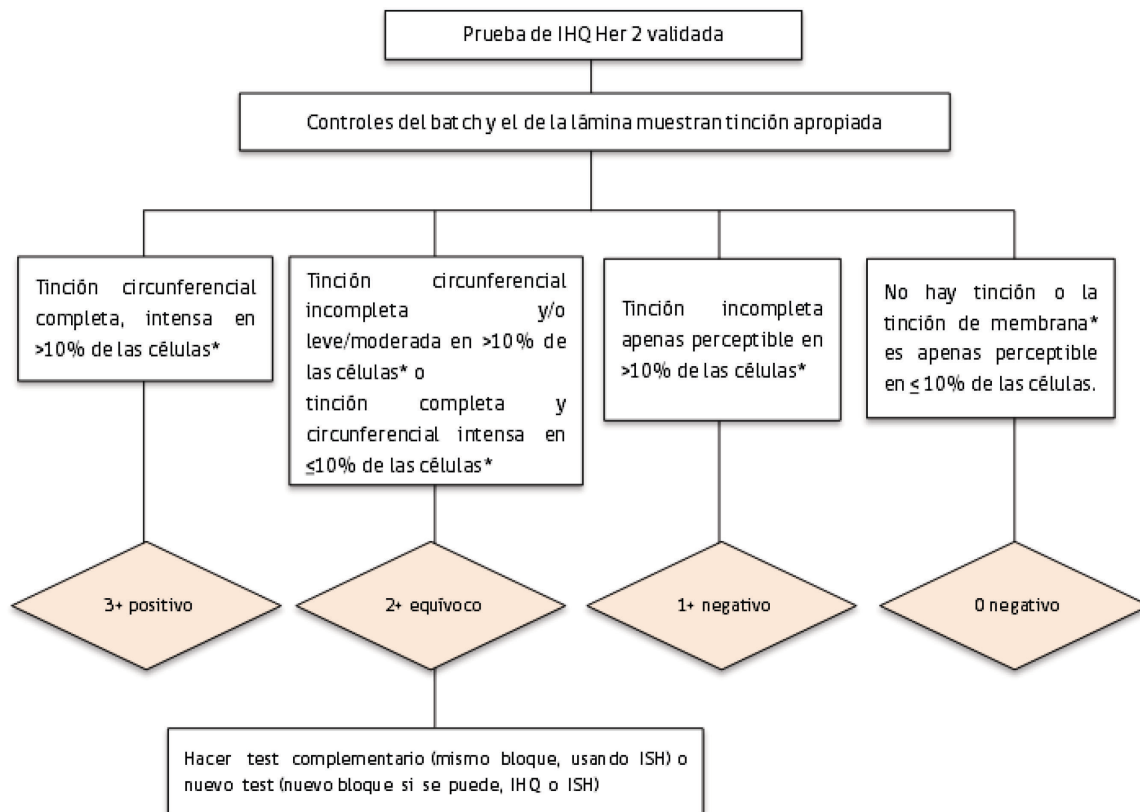 Prueba de IHQ Her 2 validada
Controles del batch y el de la lámina muestran tinción apropiada
Tinción circunferencial
completa, intensa en
>10% de las células*
Tinción circunferencial
incompleta y/o
leve/moderada en >10% de
las células* o
tinción completa y
circunferencial intensa en
≤10% de las células*
Tinción incompleta
apenas perceptible en
>10% de las células*
No hay tinción o la
tinción de membrana*
es apenas perceptible
en ≤ 10% de las células.
3+ positivo
2+ equívoco
1+ negativo
0 negativo
Hacer test complementario (mismo bloque, usando ISH) o
nuevo test (nuevo bloque si se puede, IHQ o ISH)